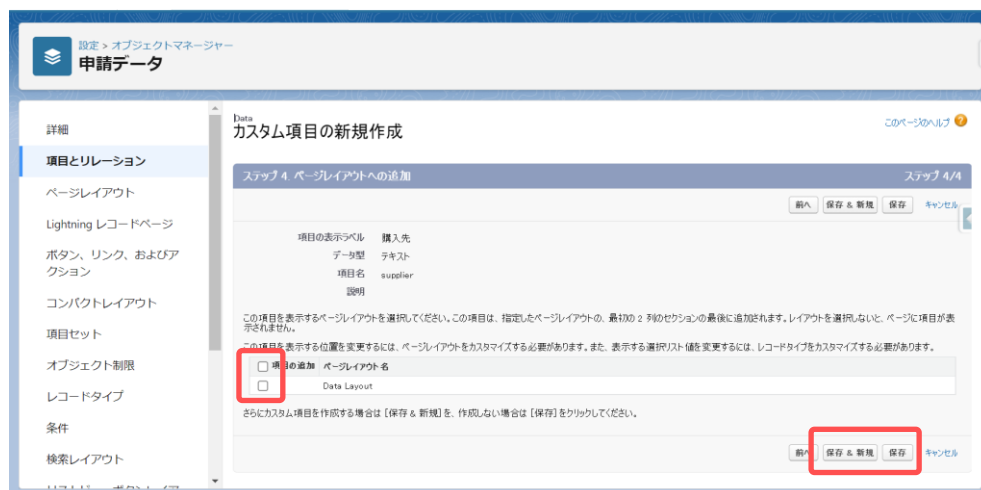 設定 > オブジェクトマネージャー
申請データ
詳細
項目とリレーション
ページレイアウト
Lightning レコードページ
ボタン、リンク、およびア
クション
コンパクトレイアウト
項目セット
オブジェクト制限
レコードタイプ
条件
検索レイアウト
Data
カスタム項目の新規作成
このページのヘルプ
ステップ 4. ページレイアウトへの追加
ステップ 4/4
前へ 保存 & 新規 保存 キャンセル
項目の表示ラベル 購入先
データ型 テキスト
項目名 supplier
説明
この項目を表示するページレイアウトを選択してください。この項目は、指定したページレイアウトの、最初の 2 列のセクションの最後に追加されます。レイアウトを選択しないと、ページに項目が表
示されません。
この項目を表示する位置を変更するには、ページレイアウトをカスタマイズする必要があります。また、表示する選択リスト値を変更するには、レコードタイプをカスタマイズする必要があります。
項目の追加 ページレイアウト名
Data Layout
さらにカスタム項目を作成する場合は [保存 & 新規] を、作成しない場合は [保存] をクリックしてください。
前へ 保存 & 新規 保存 キャンセル